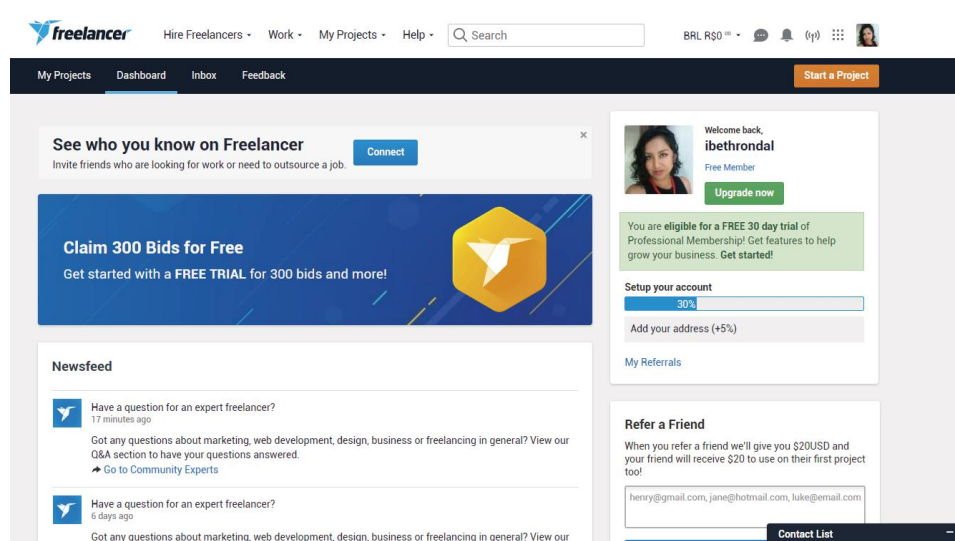 freelancer
Hire Freelancers Work My Projects Help Search BRL R$0
My Projects Dashboard Inbox Feedback Start a Project
See who you know on Freelancer
Invite friends who are looking for work or need to outsource a job.
Connect
×
Claim 300 Bids for Free
Get started with a FREE TRIAL for 300 bids and more!
Newsfeed
Have a question for an expert freelancer?
17 minutes ago
Got any questions about marketing, web development, design, business or freelancing in general? View our
Q&A section to have your questions answered.
Go to Community Experts
Have a question for an expert freelancer?
6 days ago
Got any questions about marketing, web development, design, business or freelancing in general? View our
Welcome back,
ibethrondal
Free Member
Upgrade now
You are eligible for a FREE 30 day trial of
Professional Membership! Get features to help
grow your business. Get started!
Setup your account
30%
Add your address (+5%)
My Referrals
Refer a Friend
When you refer a friend we'll give you $20USD and
your friend will receive $20 to use on their first project
too!
henry@gmail.com, jane@hotmail.com, luke@email.com
Contact List